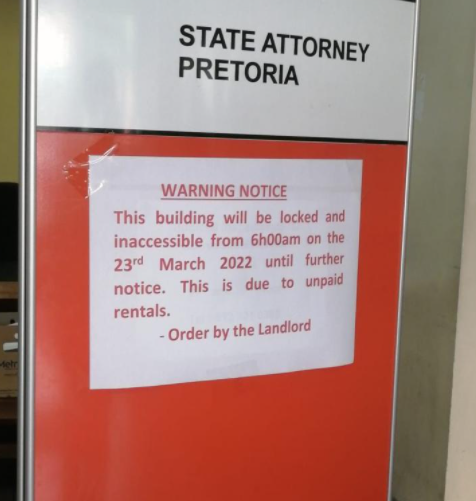 STATE ATTORNEY
PRETORIA
WARNING NOTICE
This building will be locked and
inaccessible from 6h00am on the
23rd March 2022 until further
notice. This is due to unpaid
rentals.
- Order by the Landlord